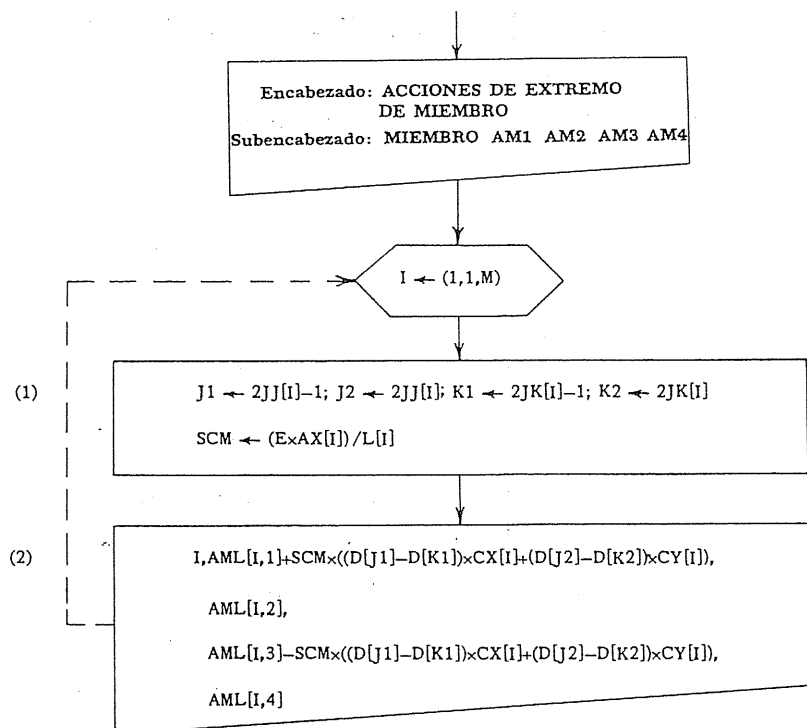 Encabezado: ACCIONES DE EXTREMO
DE MIEMBRO
Subencabezado: MIEMBRO AM1 AM2 AM3 AM4
I ← (1,1,M)
(1)
J1 ← 2JJ[I]–1; J2 ← 2JJ[I]; K1 ← 2JK[I]–1; K2 ← 2JK[I]
SCM ← (E×AX[I])/L[I]
(2)
I,AML[I,1]+SCM×((D[J1]–D[K1])×CX[I]+(D[J2]–D[K2])×CY[I]),
AML[I,2],
AML[I,3]–SCM×((D[J1]–D[K1])×CX[I]+(D[J2]–D[K2])×CY[I]),
AML[I,4]